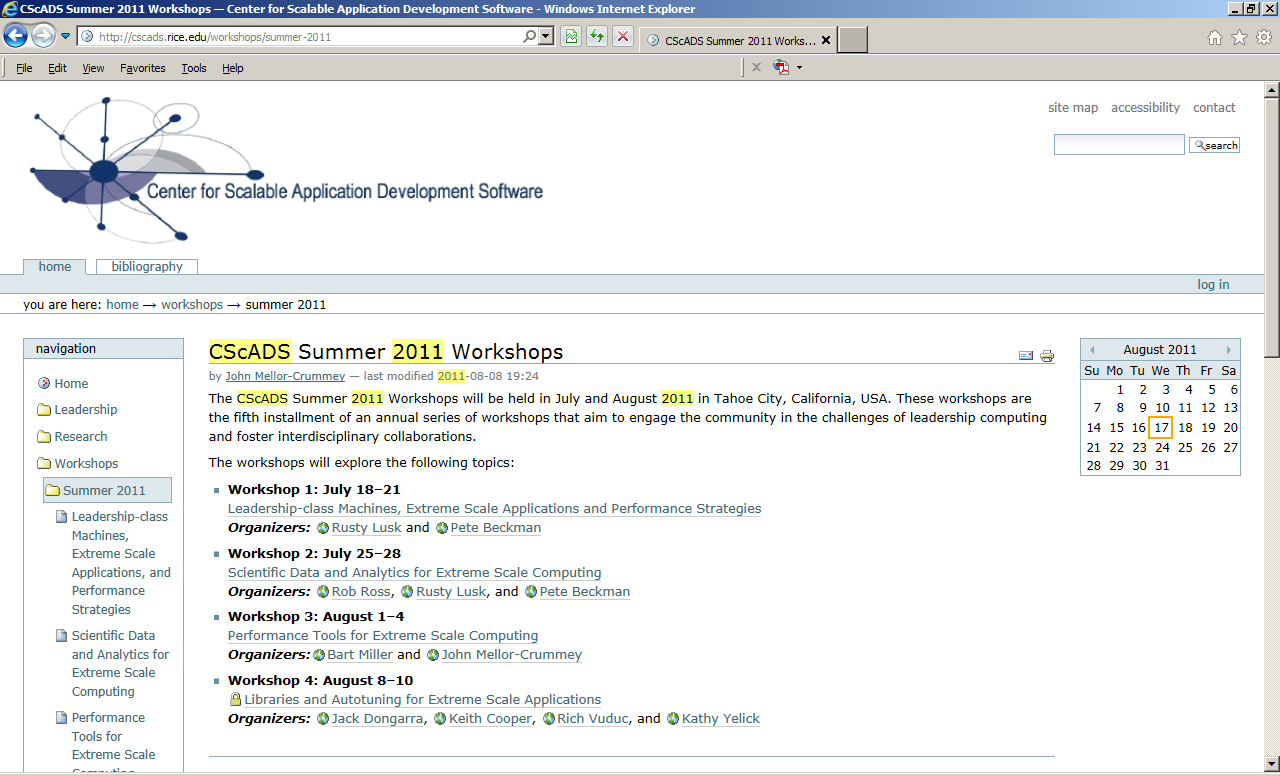 CScADS Summer 2011 Workshops — Center for Scalable Application Development Software - Windows Internet Explorer
http://cscads.rice.edu/workshops/summer-2011
CScADS Summer 2011 Works...
File Edit View Favorites Tools Help
site map accessibility contact
search
Center for Scalable Application Development Software
home bibliography
log in
you are here: home → workshops → summer 2011
navigation
Home
Leadership
Research
Workshops
Summer 2011
Leadership-class
Machines,
Extreme Scale
Applications, and
Performance
Strategies
Scientific Data
and Analytics for
Extreme Scale
Computing
Performance
Tools for
Extreme Scale
Computing
CScADS Summer 2011 Workshops
by John Mellor-Crummey — last modified 2011-08-08 19:24
The CScADS Summer 2011 Workshops will be held in July and August 2011 in Tahoe City, California, USA. These workshops are
the fifth installment of an annual series of workshops that aim to engage the community in the challenges of leadership computing
and foster interdisciplinary collaborations.
The workshops will explore the following topics:
Workshop 1: July 18–21
Leadership-class Machines, Extreme Scale Applications and Performance Strategies
Organizers: Rusty Lusk and Pete Beckman
Workshop 2: July 25–28
Scientific Data and Analytics for Extreme Scale Computing
Organizers: Rob Ross, Rusty Lusk, and Pete Beckman
Workshop 3: August 1–4
Performance Tools for Extreme Scale Computing
Organizers: Bart Miller and John Mellor-Crummey
Workshop 4: August 8–10
Libraries and Autotuning for Extreme Scale Applications
Organizers: Jack Dongarra, Keith Cooper, Rich Vuduc, and Kathy Yelick
August 2011
Su Mo Tu We Th Fr Sa
1 2 3 4 5 6
7 8 9 10 11 12 13
14 15 16 17 18 19 20
21 22 23 24 25 26 27
28 29 30 31